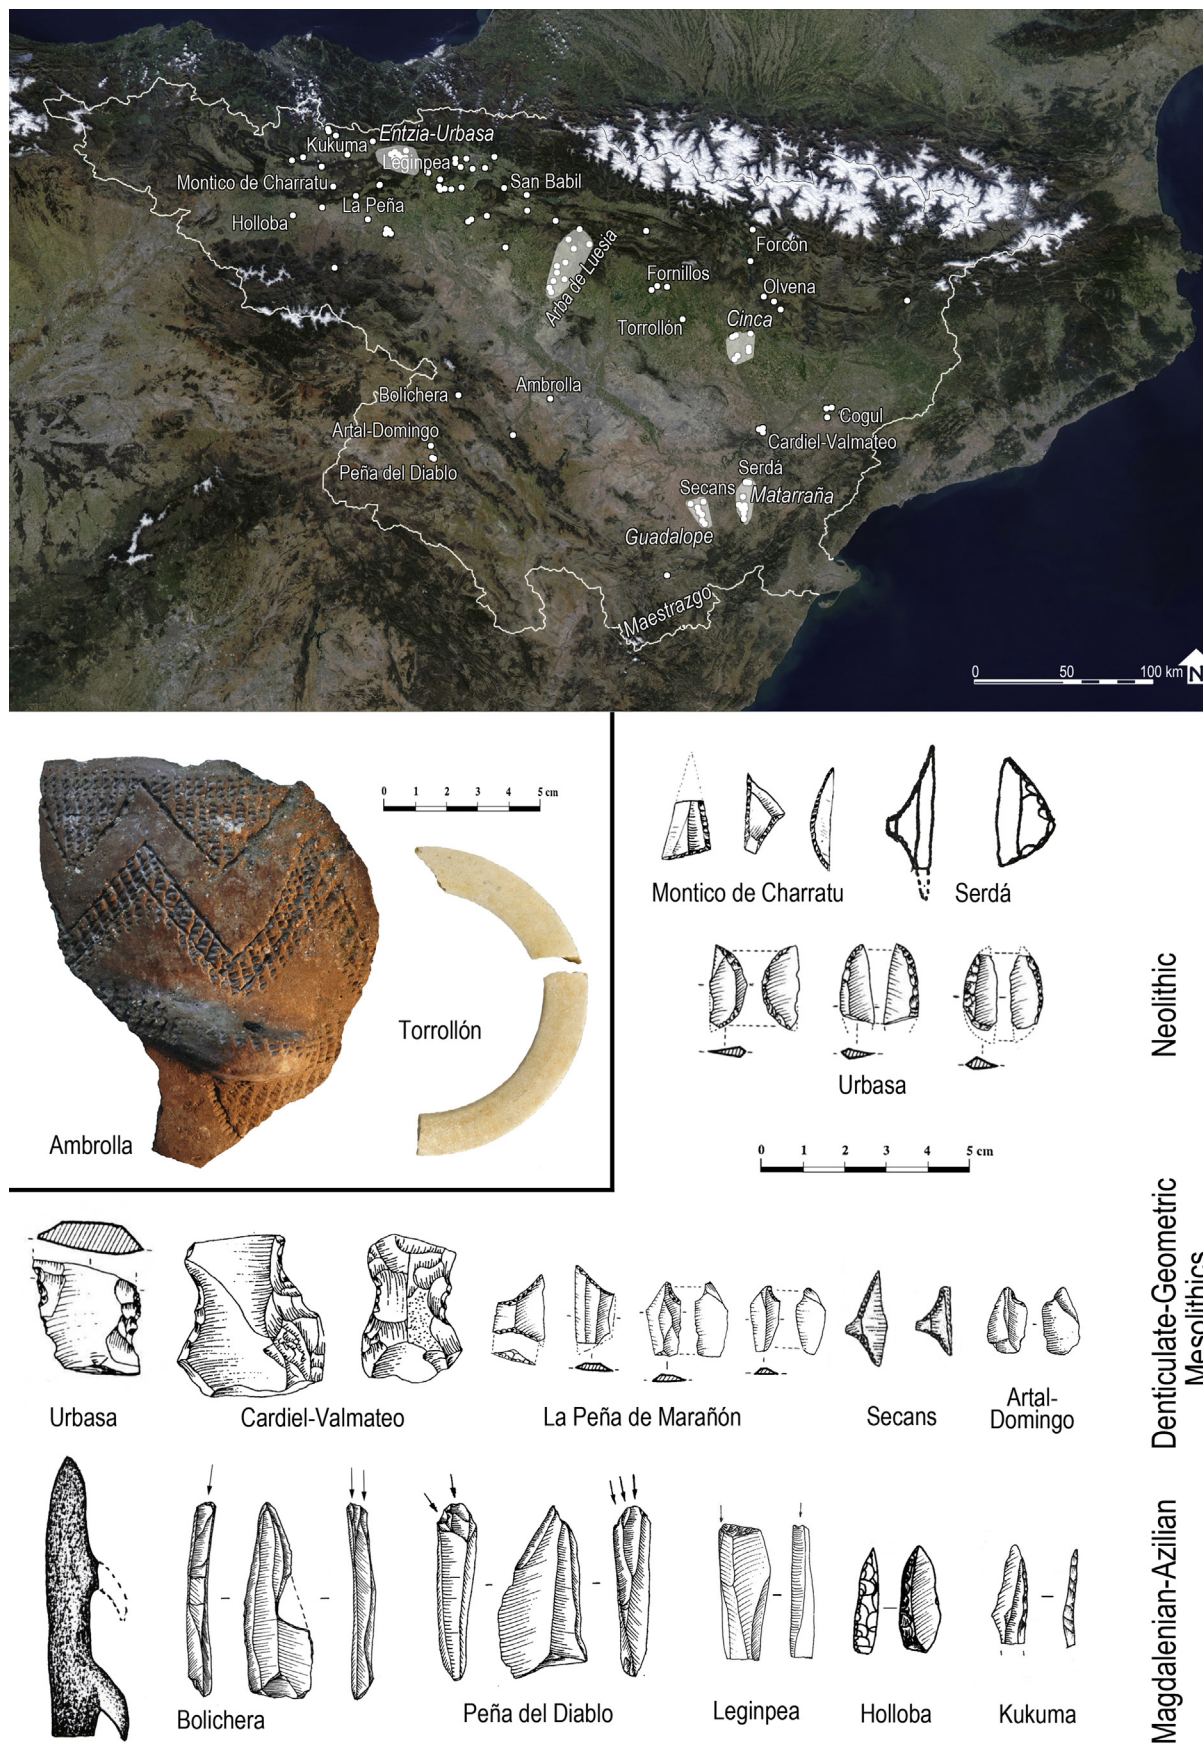 Entzia-Urbasa
Kukuma
Leginpea
Montico de Charratu
San Babil
La Peña
Holloba
Arba de Luesia
Forcón
Fornillos
Olvena
Torrollón
Cinca
Bolichera
Ambrolla
Artal-Domingo
Cogul
Cardiel-Valmateo
Peña del Diablo
Serdá
Secans
Matarraña
Guadalope
Maestrazgo
0 50 100 km
N
0 1 2 3 4 5 cm
Torrollón
Ambrolla
Montico de Charratu
Serdá
Urbasa
Neolithic
0 1 2 3 4 5 cm
Urbasa
Cardiel-Valmateo
La Peña de Marañón
Secans
Artal-
Domingo
Denticulate-Geometric
Mesolithics
Bolichera
Peña del Diablo
Leginpea
Holloba
Kukuma
Magdalenian-Azilian